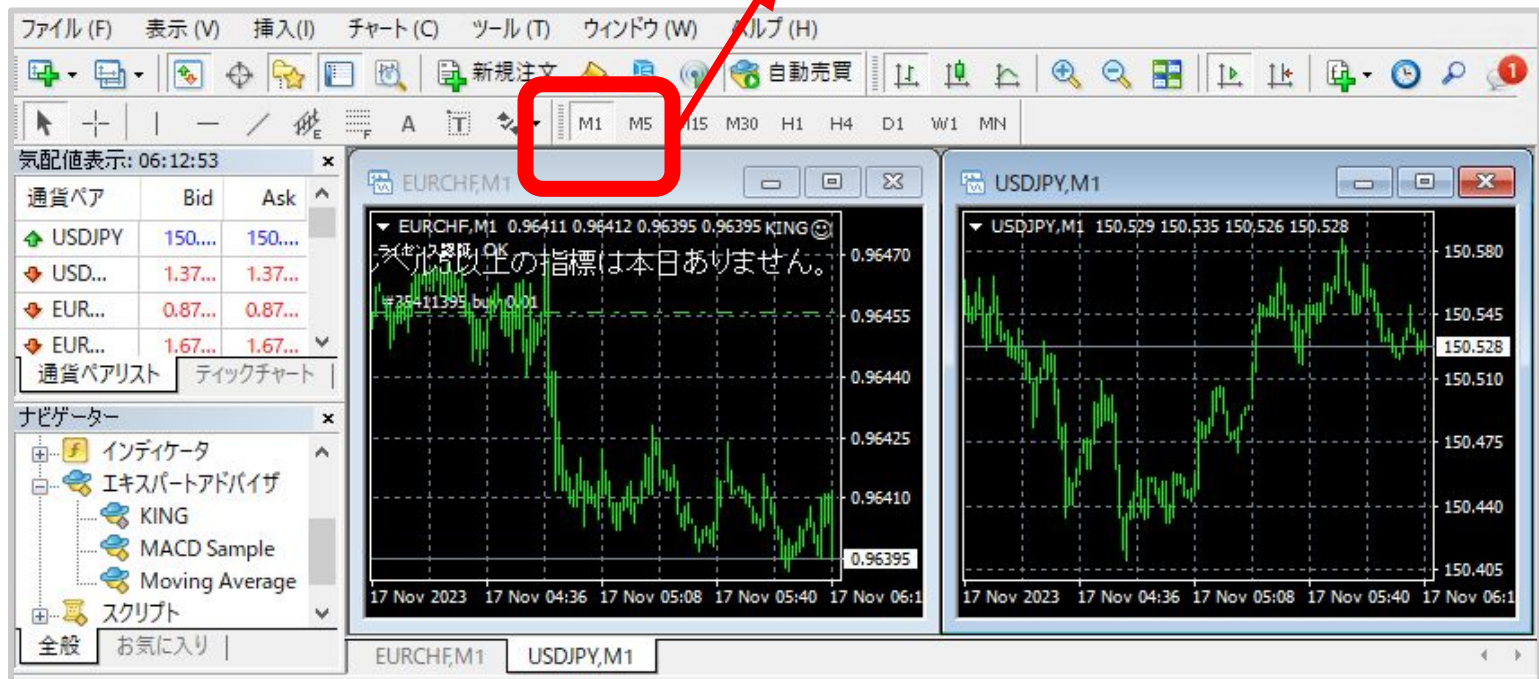 ファイル (F) 表示 (V) 挿入(I) チャート (C) ツール (T) ウィンドウ (W) ヘルプ (H)
新規注文 自動売買 1
E F A T M1 M5 M15 M30 H1 H4 D1 W1 MN
気配値表示: 06:12:53
通貨ペア Bid Ask
USDJPY 150.... 150....
USD... 1.37... 1.37...
EUR... 0.87... 0.87...
EUR... 1.67... 1.67...
通貨ペアリスト ティックチャート
ナビゲーター
インディケータ
エキスパートアドバイザ
KING
MACD Sample
Moving Average
スクリプト
全般 お気に入り
EURCHF,M1
EURCHF,M1 0.96411 0.96412 0.96395 0.96395 KING
ライセンス認証 OK
以上の指標は本日ありません。
#35411395 buy 0.01
0.96470
0.96455
0.96440
0.96425
0.96410
0.96395
17 Nov 2023 17 Nov 04:36 17 Nov 05:08 17 Nov 05:40 17 Nov 06:1
USDJPY,M1
USDJPY,M1 150.529 150.535 150.526 150.528
150.580
150.545
150.528
150.510
150.475
150.440
150.405
17 Nov 2023 17 Nov 04:36 17 Nov 05:08 17 Nov 05:40 17 Nov 06:1
EURCHF,M1 USDJPY,M1